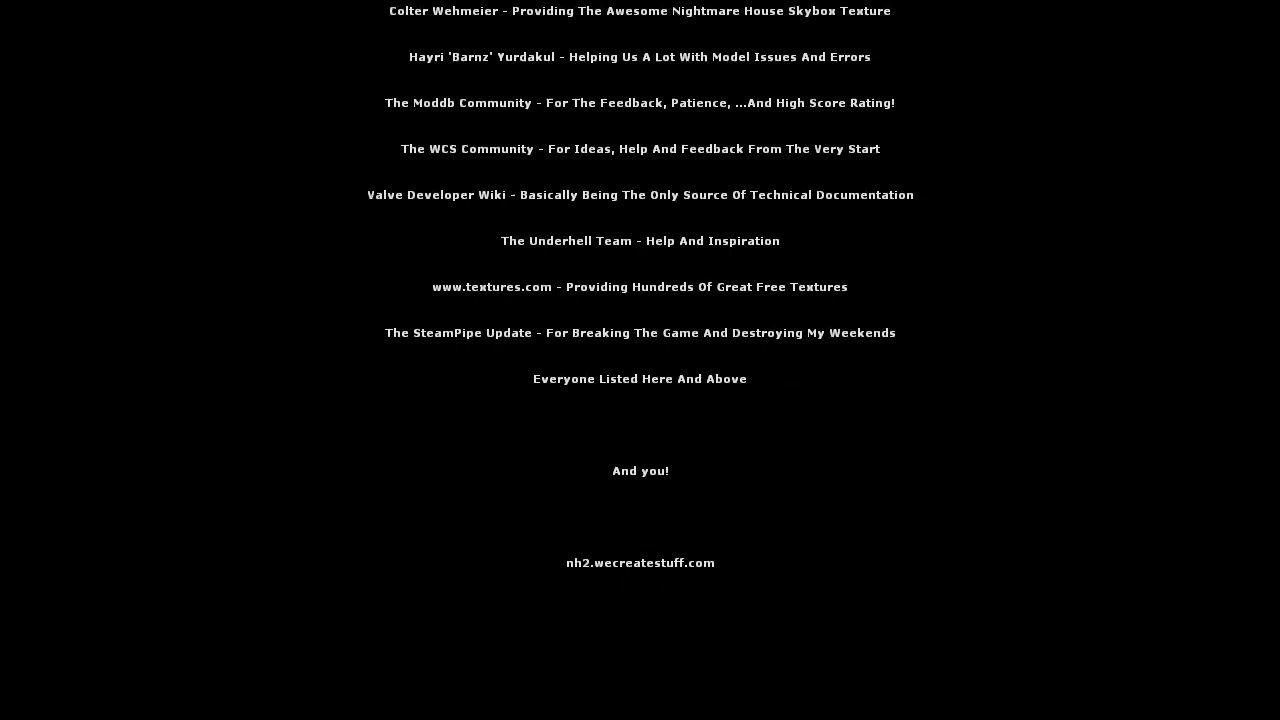 Colter Wehmeier - Providing The Awesome Nightmare House Skybox Texture
Hayri 'Barnz' Yurdakul - Helping Us A Lot With Model Issues And Errors
The Moddb Community - For The Feedback, Patience, ...And High Score Rating!
The WCS Community - For Ideas, Help And Feedback From The Very Start
Valve Developer Wiki - Basically Being The Only Source Of Technical Documentation
The Underhell Team - Help And Inspiration
www.textures.com - Providing Hundreds Of Great Free Textures
The SteamPipe Update - For Breaking The Game And Destroying My Weekends
Everyone Listed Here And Above
And you!
nh2.wecreatestuff.com